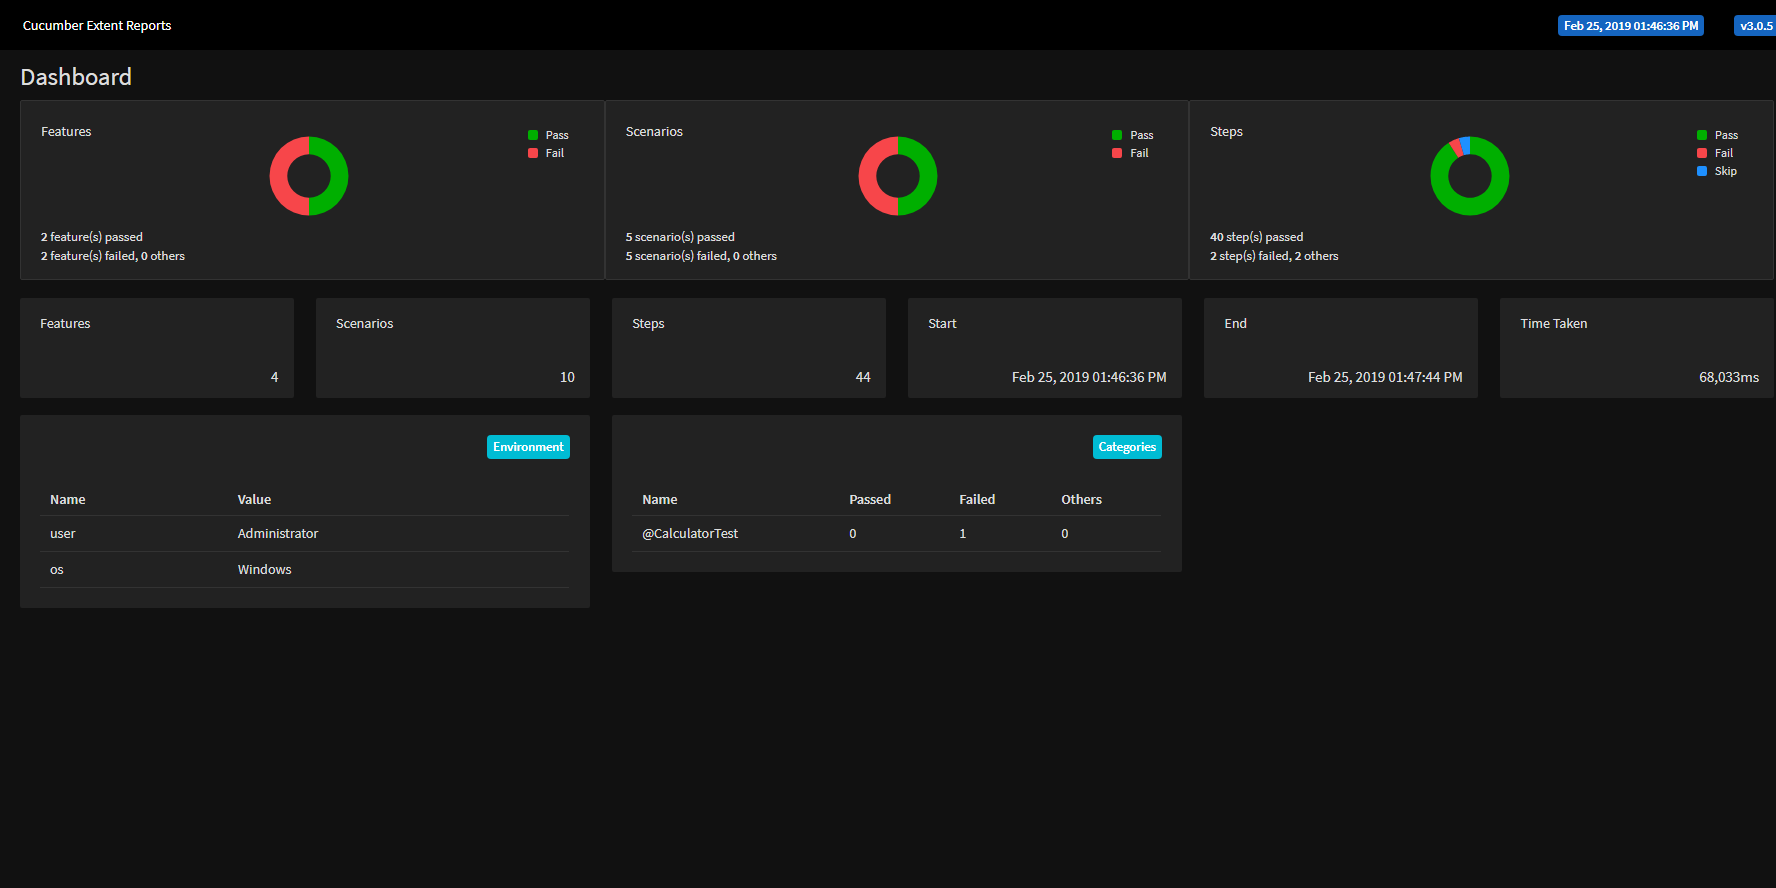 Cucumber Extent Reports
Feb 25, 2019 01:46:36 PM
v3.0.5
Dashboard
Features
Pass
Fail
2 feature(s) passed
2 feature(s) failed, 0 others
Scenarios
Pass
Fail
5 scenario(s) passed
5 scenario(s) failed, 0 others
Steps
Pass
Fail
Skip
40 step(s) passed
2 step(s) failed, 2 others
Features
4
Scenarios
10
Steps
44
Start
Feb 25, 2019 01:46:36 PM
End
Feb 25, 2019 01:47:44 PM
Time Taken
68,033ms
Environment
Name Value
user Administrator
os Windows
Categories
Name Passed Failed Others
@CalculatorTest 0 1 0